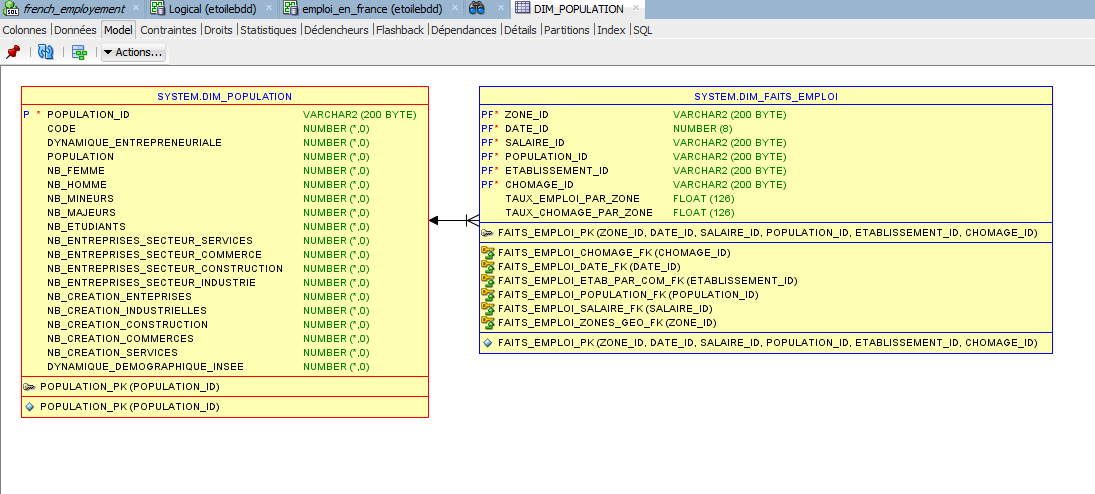 french_employement Logical (etoilebdd) emploi_en_france (etoilebdd) DIM_POPULATION
Colonnes Données Model Contraintes Droits Statistiques Déclencheurs Flashback Dépendances Détails Partitions Index SQL
Actions...
SYSTEM.DIM_POPULATION
P * POPULATION_ID VARCHAR2 (200 BYTE)
CODE NUMBER (*,0)
DYNAMIQUE_ENTREPRENEURIALE NUMBER (*,0)
POPULATION NUMBER (*,0)
NB_FEMME NUMBER (*,0)
NB_HOMME NUMBER (*,0)
NB_MINEURS NUMBER (*,0)
NB_MAJEURS NUMBER (*,0)
NB_ETUDIANTS NUMBER (*,0)
NB_ENTREPRISES_SECTEUR_SERVICES NUMBER (*,0)
NB_ENTREPRISES_SECTEUR_COMMERCE NUMBER (*,0)
NB_ENTREPRISES_SECTEUR_CONSTRUCTION NUMBER (*,0)
NB_ENTREPRISES_SECTEUR_INDUSTRIE NUMBER (*,0)
NB_CREATION_ENTEPRISES NUMBER (*,0)
NB_CREATION_INDUSTRIELLES NUMBER (*,0)
NB_CREATION_CONSTRUCTION NUMBER (*,0)
NB_CREATION_COMMERCES NUMBER (*,0)
NB_CREATION_SERVICES NUMBER (*,0)
DYNAMIQUE_DEMOGRAPHIQUE_INSEE NUMBER (*,0)
POPULATION_PK (POPULATION_ID)
POPULATION_PK (POPULATION_ID)
SYSTEM.DIM_FAITS_EMPLOI
PF* ZONE_ID VARCHAR2 (200 BYTE)
PF* DATE_ID NUMBER (8)
PF* SALAIRE_ID VARCHAR2 (200 BYTE)
PF* POPULATION_ID VARCHAR2 (200 BYTE)
PF* ETABLISSEMENT_ID VARCHAR2 (200 BYTE)
PF* CHOMAGE_ID VARCHAR2 (200 BYTE)
TAUX_EMPLOI_PAR_ZONE FLOAT (126)
TAUX_CHOMAGE_PAR_ZONE FLOAT (126)
FAITS_EMPLOI_PK (ZONE_ID, DATE_ID, SALAIRE_ID, POPULATION_ID, ETABLISSEMENT_ID, CHOMAGE_ID)
FAITS_EMPLOI_CHOMAGE_FK (CHOMAGE_ID)
FAITS_EMPLOI_DATE_FK (DATE_ID)
FAITS_EMPLOI_ETAB_PAR_COM_FK (ETABLISSEMENT_ID)
FAITS_EMPLOI_POPULATION_FK (POPULATION_ID)
FAITS_EMPLOI_SALAIRE_FK (SALAIRE_ID)
FAITS_EMPLOI_ZONES_GEO_FK (ZONE_ID)
FAITS_EMPLOI_PK (ZONE_ID, DATE_ID, SALAIRE_ID, POPULATION_ID, ETABLISSEMENT_ID, CHOMAGE_ID)